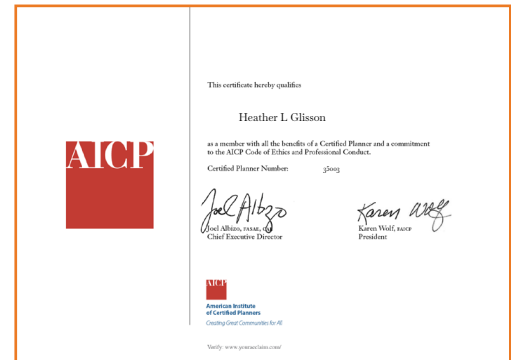 AICP
This certificate hereby qualifies
Heather L Glisson
as a member with all the benefits of a Certified Planner and a commitment
to the AICP Code of Ethics and Professional Conduct.
Certified Planner Number: 35003
Joel Albizo
Karen Wolf
Joel Albizo, FASAE, CAE
Karen Wolf, FAICP
Chief Executive Director
President
AICP
American Institute
of Certified Planners
Creating Great Communities for All
Verify: